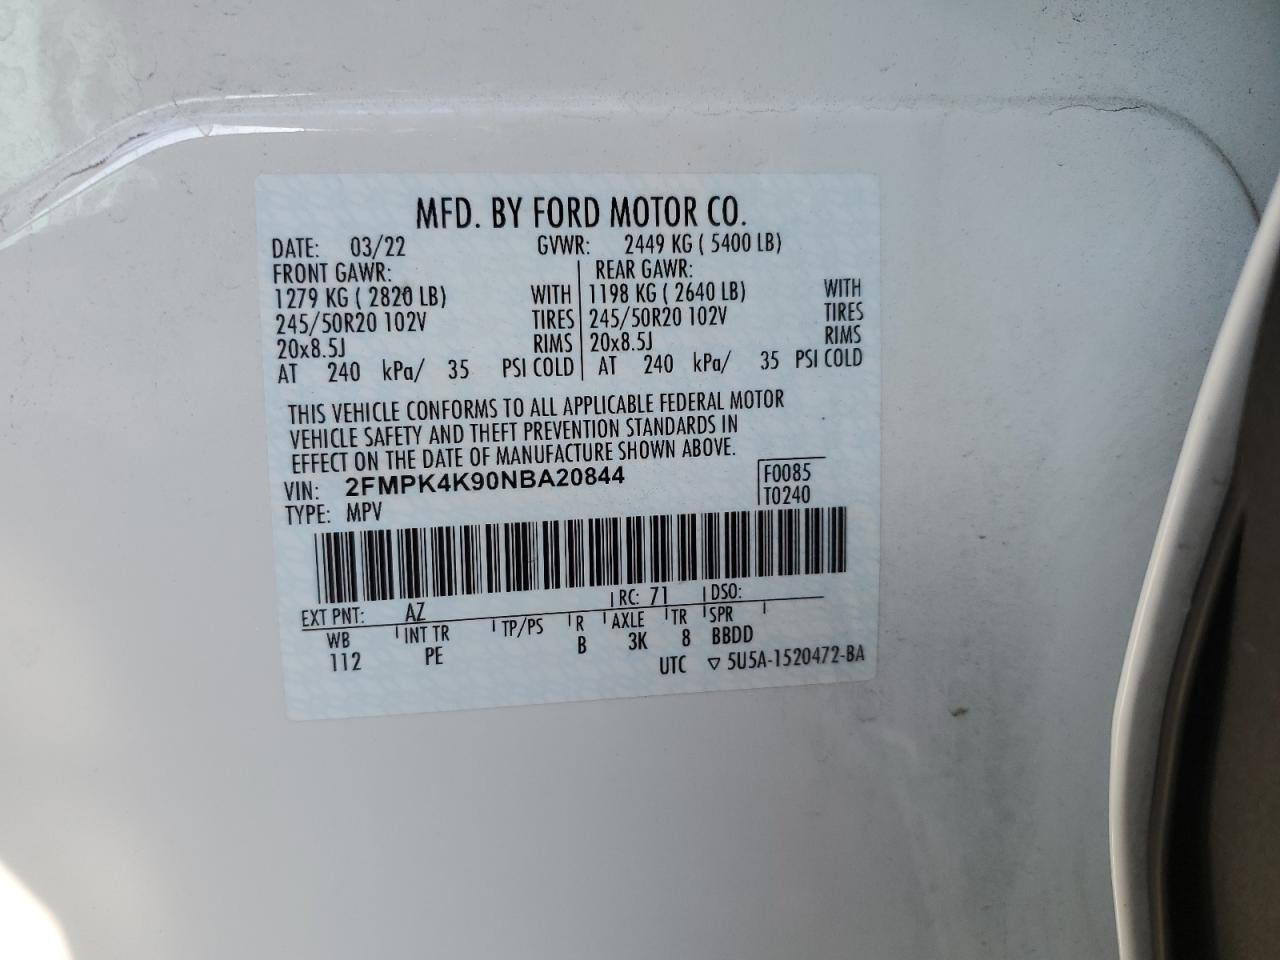 MFD. BY FORD MOTOR CO.
DATE: 03/22 GVWR: 2449 KG ( 5400 LB)
FRONT GAWR: REAR GAWR:
1279 KG ( 2820 LB) WITH 1198 KG ( 2640 LB) WITH
245/50R20 102V TIRES 245/50R20 102V TIRES
20x8.5J RIMS 20x8.5J RIMS
AT 240 kPa/ 35 PSI COLD AT 240 kPa/ 35 PSI COLD
THIS VEHICLE CONFORMS TO ALL APPLICABLE FEDERAL MOTOR
VEHICLE SAFETY AND THEFT PREVENTION STANDARDS IN
EFFECT ON THE DATE OF MANUFACTURE SHOWN ABOVE.
VIN: 2FMPK4K90NBA20844 F0085
TYPE: MPV T0240
EXT PNT: AZ RC: 71 DSO:
WB INT TR TP/PS R AXLE TR SPR
112 PE B 3K 8 BBDD
UTC ▽ 5U5A-1520472-BA